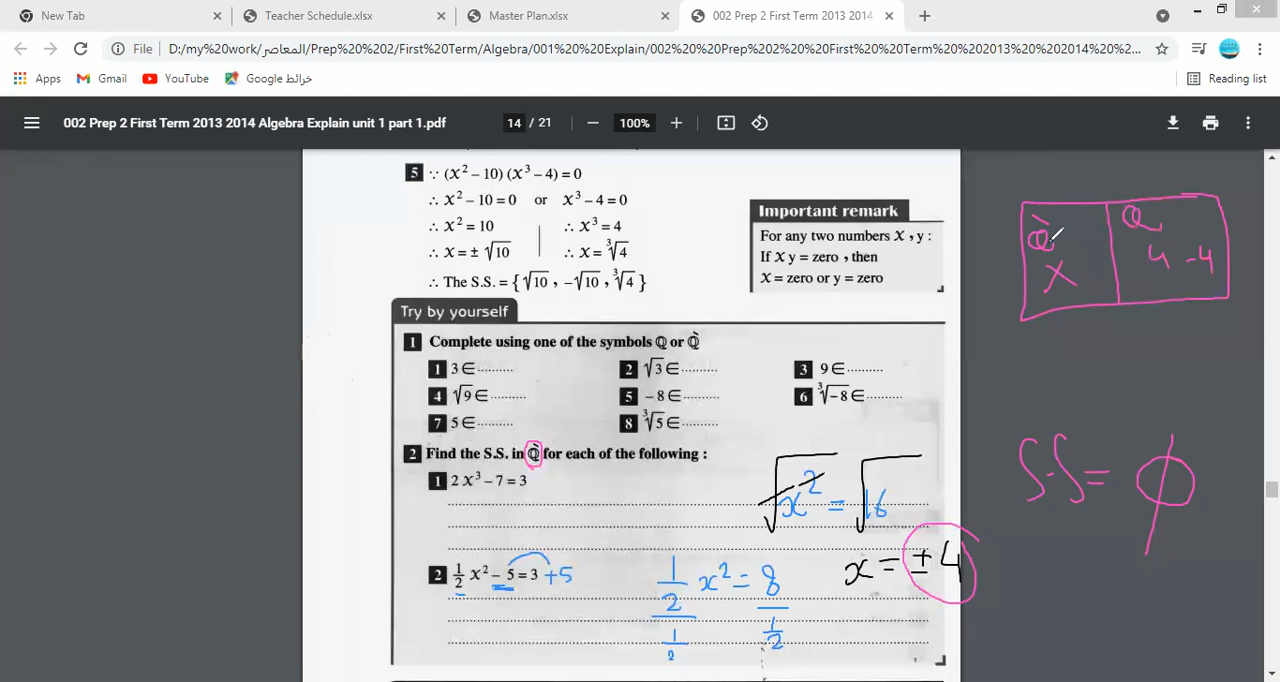 New Tab
Teacher Schedule.xlsx
Master Plan.xlsx
002 Prep 2 First Term 2013 2014
File
D:/my%20work/المعاصر/Prep%20%202/First%20Term/Algebra/001%20%20Explain/002%20%20Prep%202%20%20First%20%20Term%20%202013%20%202014%20%2...
Apps
Gmail
YouTube
خرائط Google
Reading list
002 Prep 2 First Term 2013 2014 Algebra Explain unit 1 part 1.pdf
14 / 21
100%
5 ∵ (x² – 10) (x³ – 4) = 0
∴ x² – 10 = 0 or x³ – 4 = 0
∴ x² = 10 ∴ x³ = 4
∴ x = ± √10 ∴ x = ∛4
∴ The S.S. = { √10 , –√10 , ∛4 }
Important remark
For any two numbers x , y :
If x y = zero , then
x = zero or y = zero
Try by yourself
1 Complete using one of the symbols ℚ or ℚ̀
1 3 ∈ ..........
2 √3 ∈ ..........
3 9 ∈ ..........
4 √9 ∈ ..........
5 – 8 ∈ ..........
6 ∛–8 ∈ ..........
7 5 ∈ ..........
8 ∛5 ∈ ..........
2 Find the S.S. in ℚ̀ for each of the following :
1 2 x³ – 7 = 3
√x² = √16
x = ± 4
2 ½ x² – 5 = 3 +5
½ x² = 8
½ ½
ℚ̀ ℚ
X 4 -4
S.S = ϕ